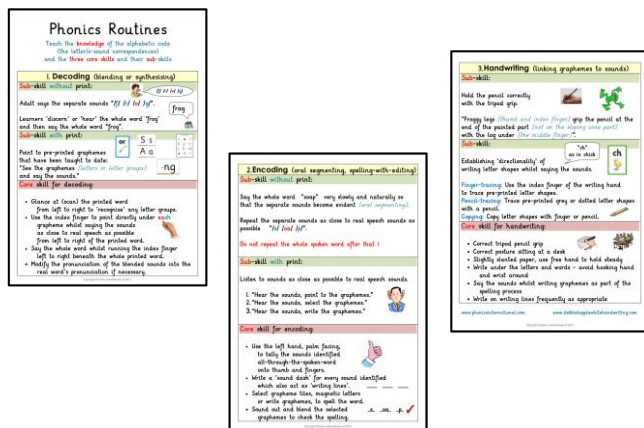 Phonics Routines
Teach the knowledge of the alphabetic code
(the letter/s-sound correspondences)
and the three core skills and their sub-skills
1. Decoding (blending or synthesising)
Sub-skill without print:
Adult says the separate sounds "/f/ /r/ /o/ /g/".
/f/ /r/ /o/ /g/
Learners 'discern' or 'hear' the whole word 'frog'
and then say the whole word "frog".
frog
Sub-skill with print:
Point to pre-printed graphemes
that have been taught to date:
"See the graphemes (letters or letter groups)
and say the sounds."
or
S s
A a
-ng
Core skill for decoding:
Glance at (scan) the printed word
from left to right to 'recognise' any letter groups.
Use the index finger to point directly under each
grapheme whilst saying the sounds
as close to real speech as possible
from left to right of the printed word.
Say the whole word whilst running the index finger
left to right beneath the whole printed word.
Modify the pronunciation of the blended sounds into the
real word's pronunciation if necessary.
2. Encoding (oral segmenting, spelling-with-editing)
Sub-skill without print:
Say the whole word "soap" very slowly and naturally so
that the separate sounds become evident (oral segmenting).
Repeat the separate sounds as close to real speech sounds as
possible "/s/ /oa/ /p/"
Do not repeat the whole spoken word after that !
Sub-skill with print:
Listen to sounds as close as possible to real speech sounds.
1. "Hear the sounds, point to the graphemes."
2. "Hear the sounds, select the graphemes."
3. "Hear the sounds, write the graphemes."
Core skill for encoding:
Use the left hand, palm facing,
to tally the sounds identified
all-through-the-spoken-word
onto thumb and fingers.
Write a 'sound dash' for every sound identified
which also act as 'writing lines'.
Select grapheme tiles, magnetic letters
or write graphemes, to spell the word.
Sound out and blend the selected
graphemes to check the spelling.
s oa p
3. Handwriting (linking graphemes to sounds)
Sub-skill:
Hold the pencil correctly
with the tripod grip.
"Froggy legs (thumb and index finger) grip the pencil at the
end of the painted part (not on the sloping cone part)
with the log under (the middle finger)".
Sub-skill:
Establishing 'directionality' of
writing letter shapes whilst saying the sounds.
"ch"
as in chick
ch
Finger-tracing: Use the index finger of the writing hand
to trace pre-printed letter shapes.
Pencil-tracing: Trace pre-printed grey or dotted letter shapes
with a pencil.
Copying: Copy letter shapes with finger or pencil.
Core skill for handwriting:
Correct tripod pencil grip
Correct posture sitting at a desk
Slightly slanted paper, use free hand to hold steady
Write under the letters and words – avoid hooking hand
and wrist around
Say the sounds whilst writing graphemes as part of the
spelling process
Write on writing lines frequently as appropriate
www.phonicsinternational.com www.debbiehepplewhitehandwriting.com